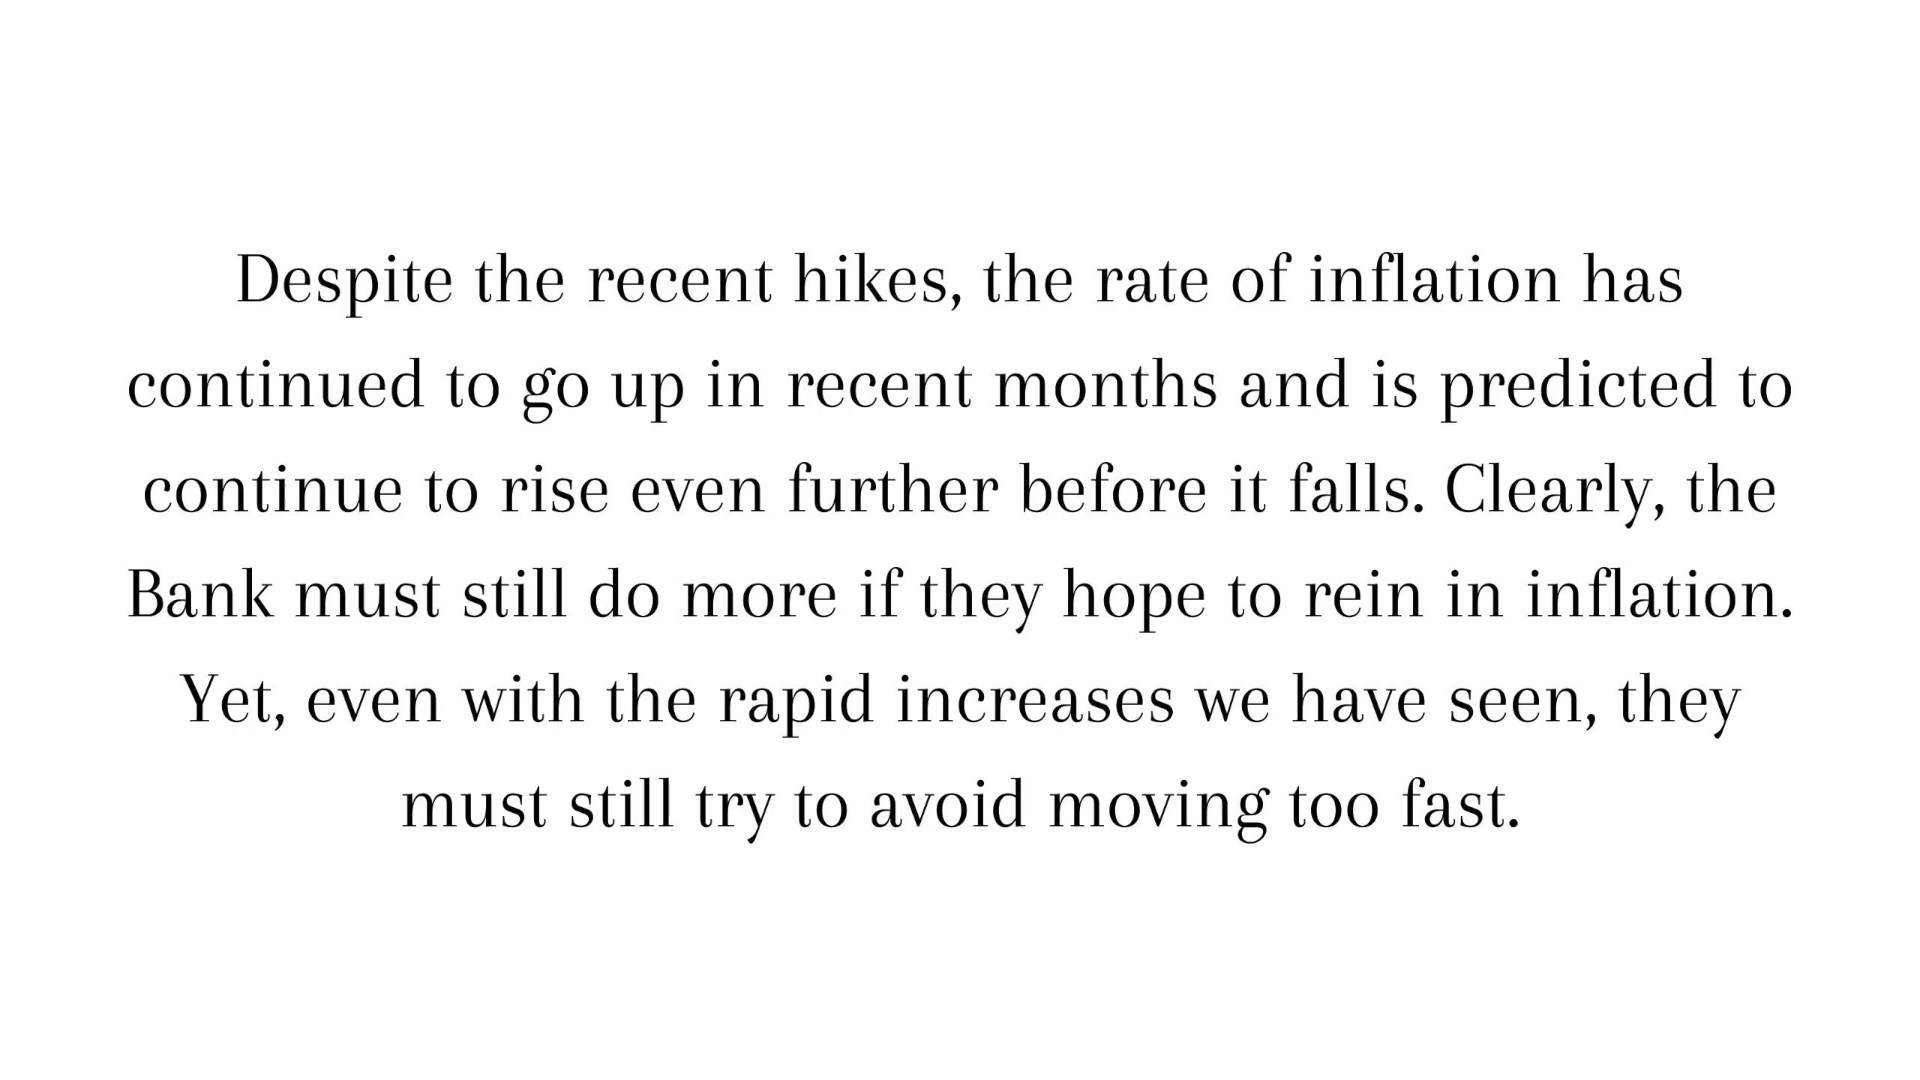 Despite the recent hikes, the rate of inflation has
continued to go up in recent months and is predicted to
continue to rise even further before it falls. Clearly, the
Bank must still do more if they hope to rein in inflation.
Yet, even with the rapid increases we have seen, they
must still try to avoid moving too fast.